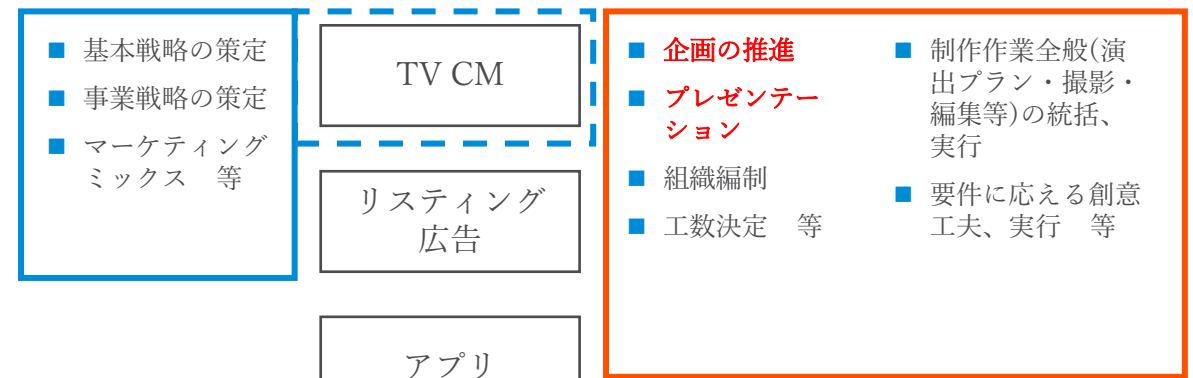 ■ 基本戦略の策定
■ 事業戦略の策定
■ マーケティング
ミックス　等
TV CM
リスティング
広告
アプリ
■ 企画の推進
■ プレゼンテー
ション
■ 組織編制
■ 工数決定　等
■ 制作作業全般(演
出プラン・撮影・
編集等)の統括、
実行
■ 要件に応える創意
工夫、実行　等